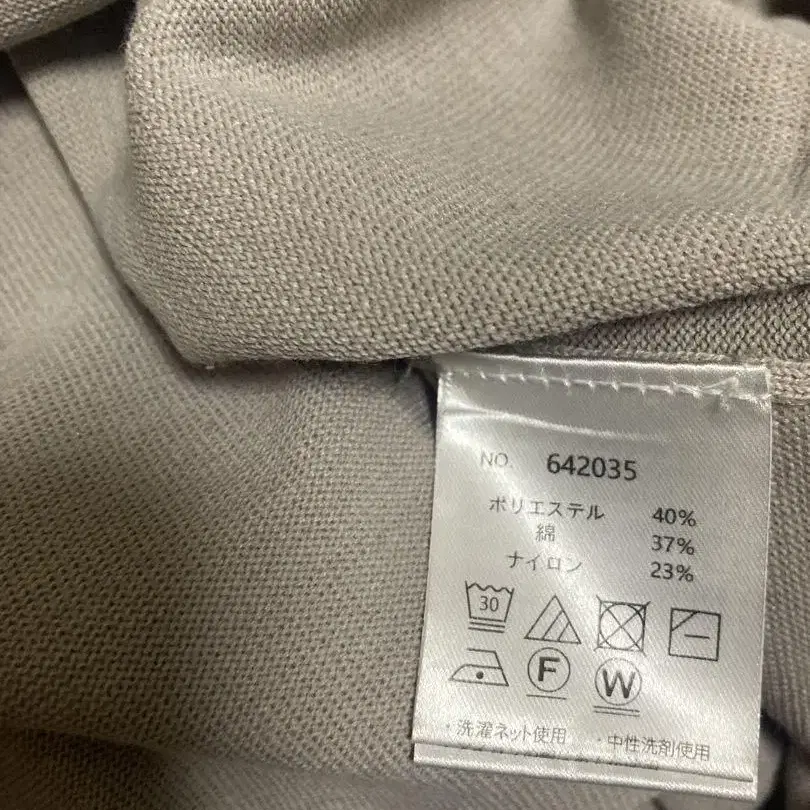 NO. 642035
ポリエステル 40%
綿 37%
ナイロン 23%
30
F W
・洗濯ネット使用 ・中性洗剤使用